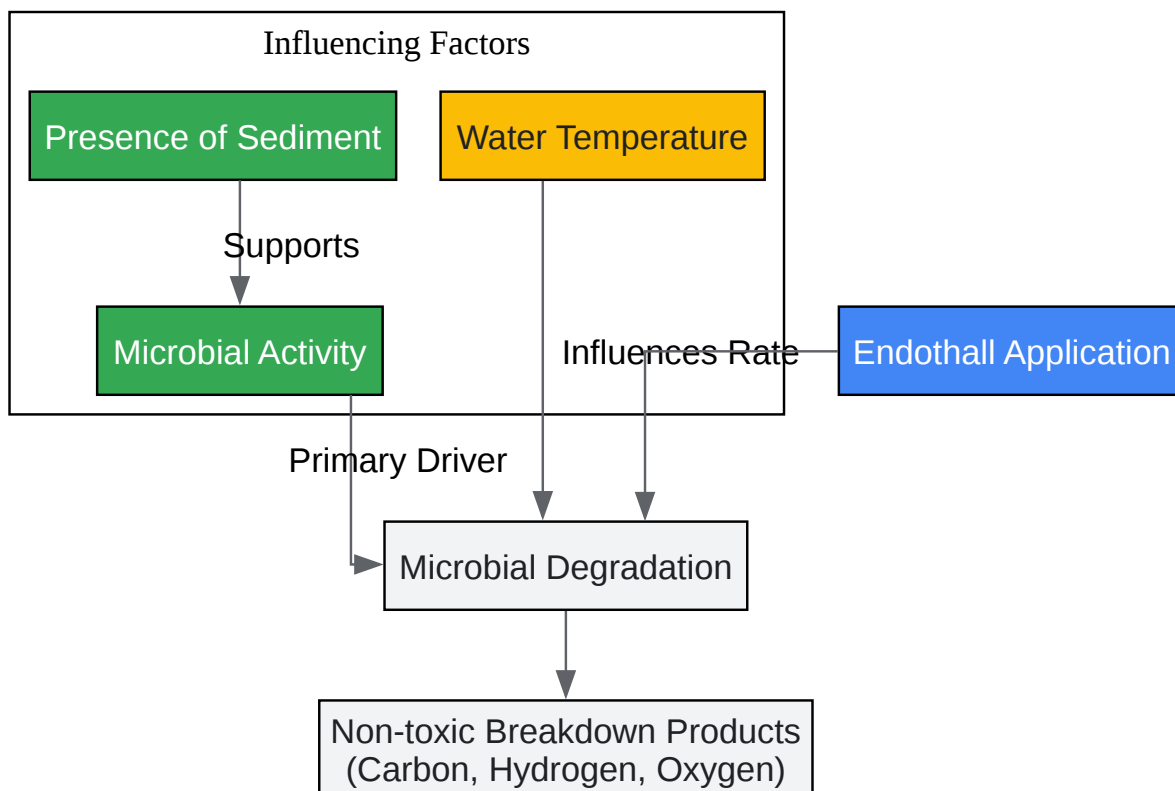 Influencing Factors
Presence of Sediment
Water Temperature
Supports
Microbial Activity
Influences Rate
Endothall Application
Primary Driver
Microbial Degradation
Non-toxic Breakdown Products
(Carbon, Hydrogen, Oxygen)